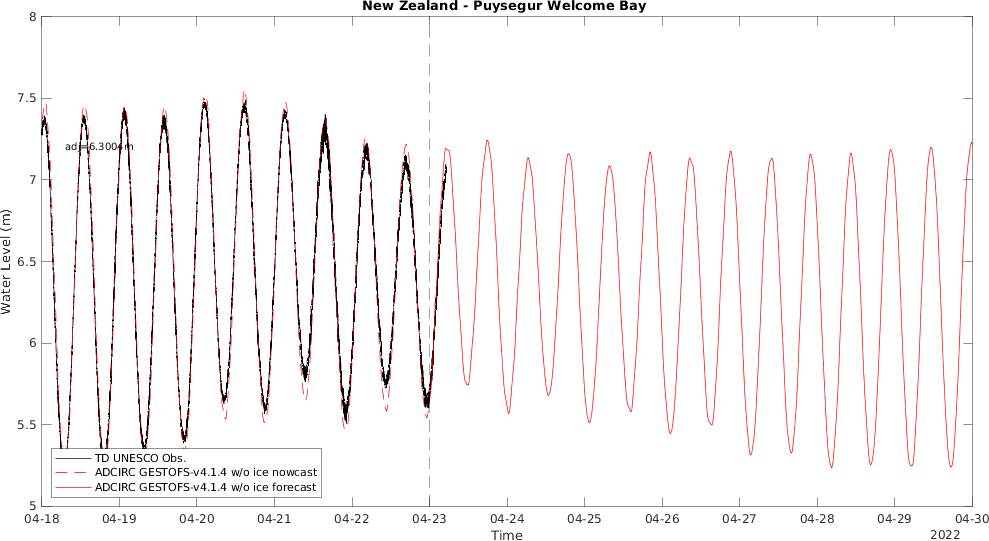 New Zealand - Puysegur Welcome Bay
Water Level (m)
8
7.5
7
6.5
6
5.5
5
adj=6.3004m
TD UNESCO Obs.
ADCIRC GESTOFS-v4.1.4 w/o ice nowcast
ADCIRC GESTOFS-v4.1.4 w/o ice forecast
04-18 04-19 04-20 04-21 04-22 04-23 04-24 04-25 04-26 04-27 04-28 04-29 04-30
Time
2022